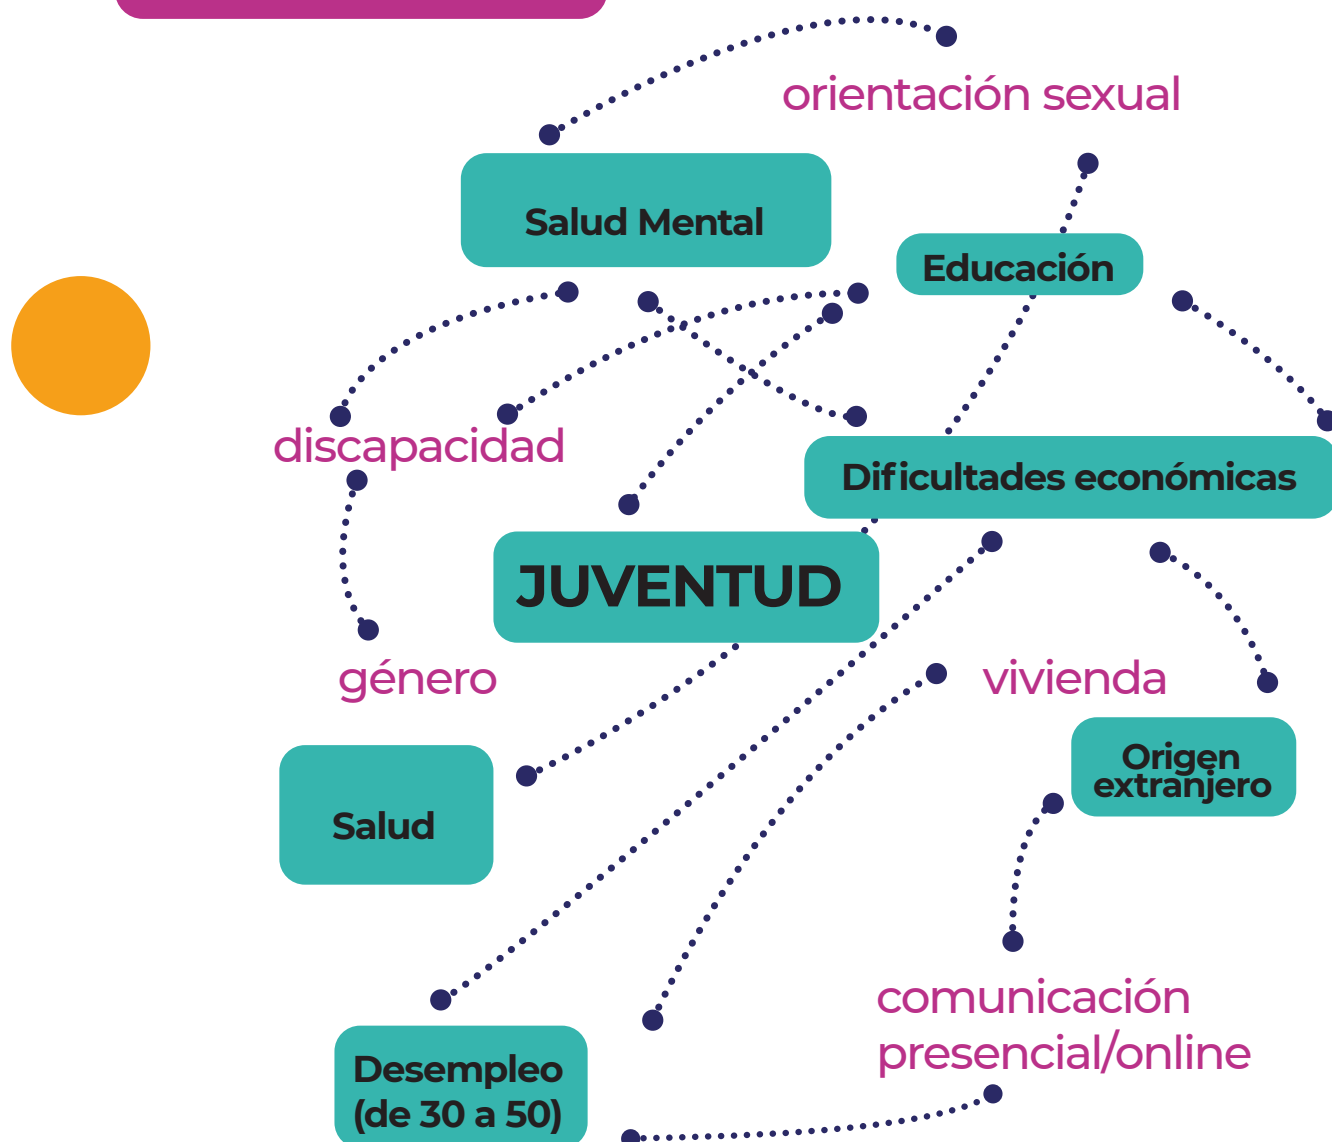 orientación sexual
Salud Mental
Educación
discapacidad
Dificultades económicas
JUVENTUD
género
vivienda
Origen
extranjero
Salud
comunicación
presencial/online
Desempleo
(de 30 a 50)